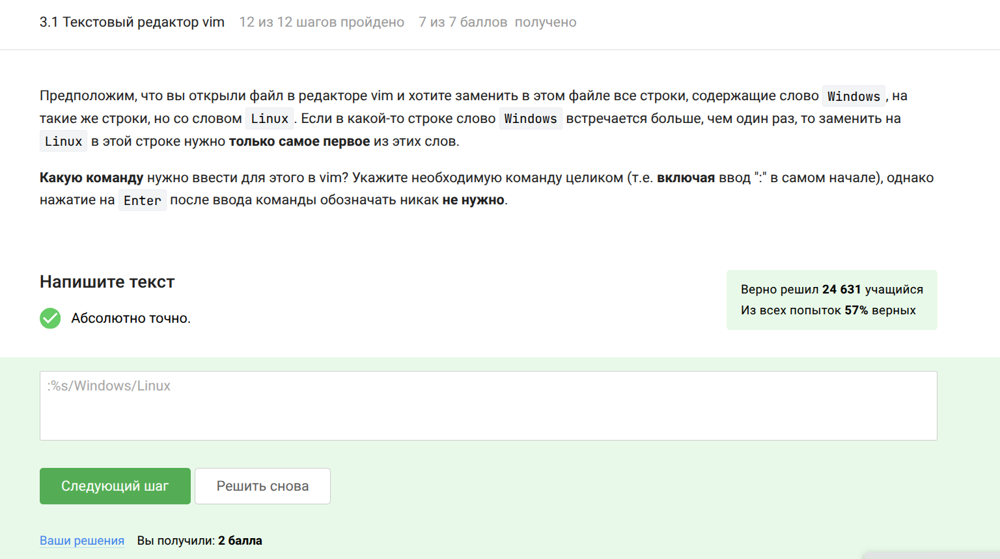 3.1 Текстовый редактор vim 12 из 12 шагов пройдено 7 из 7 баллов получено
Предположим, что вы открыли файл в редакторе vim и хотите заменить в этом файле все строки, содержащие слово Windows, на
такие же строки, но со словом Linux. Если в какой-то строке слово Windows встречается больше, чем один раз, то заменить на
Linux в этой строке нужно только самое первое из этих слов.
Какую команду нужно ввести для этого в vim? Укажите необходимую команду целиком (т.е. включая ввод ":" в самом начале), однако
нажатие на Enter после ввода команды обозначать никак не нужно.
Напишите текст
Верно решил 24 631 учащийся
Из всех попыток 57% верных
Абсолютно точно.
:%s/Windows/Linux
Следующий шаг Решить снова
Ваши решения Вы получили: 2 балла